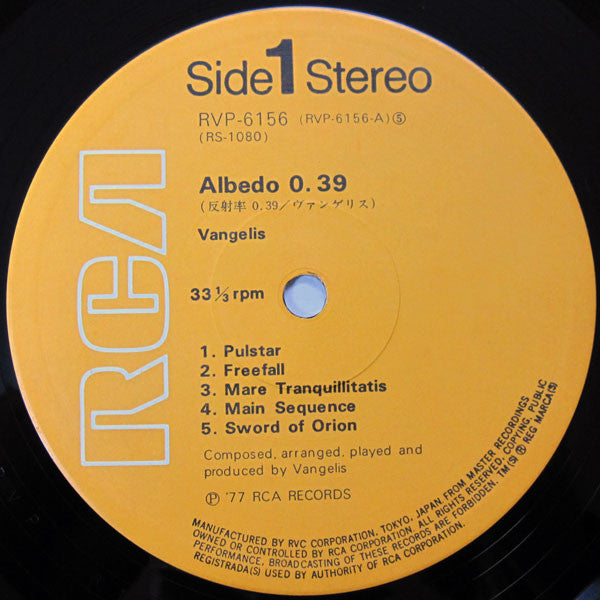 Side 1 Stereo
RVP-6156 (RVP-6156-A) ⑤
(RS-1080)
Albedo 0.39
(反射率 0.39/ヴァンゲリス)
Vangelis
33 1/3 rpm
RCA
1. Pulstar
2. Freefall
3. Mare Tranquillitatis
4. Main Sequence
5. Sword of Orion
Composed, arranged, played and
produced by Vangelis
Ⓟ '77 RCA RECORDS
MANUFACTURED BY RVC CORPORATION, TOKYO, JAPAN, FROM MASTER RECORDINGS
OWNED OR CONTROLLED BY RCA CORPORATION. ALL RIGHTS RESERVED, COPYING, PUBLIC
PERFORMANCE, BROADCASTING OF THESE RECORDS ARE FORBIDDEN. TM(S) ® REG MARCA(S)
REGISTRADA(S) USED BY AUTHORITY OF RCA CORPORATION.